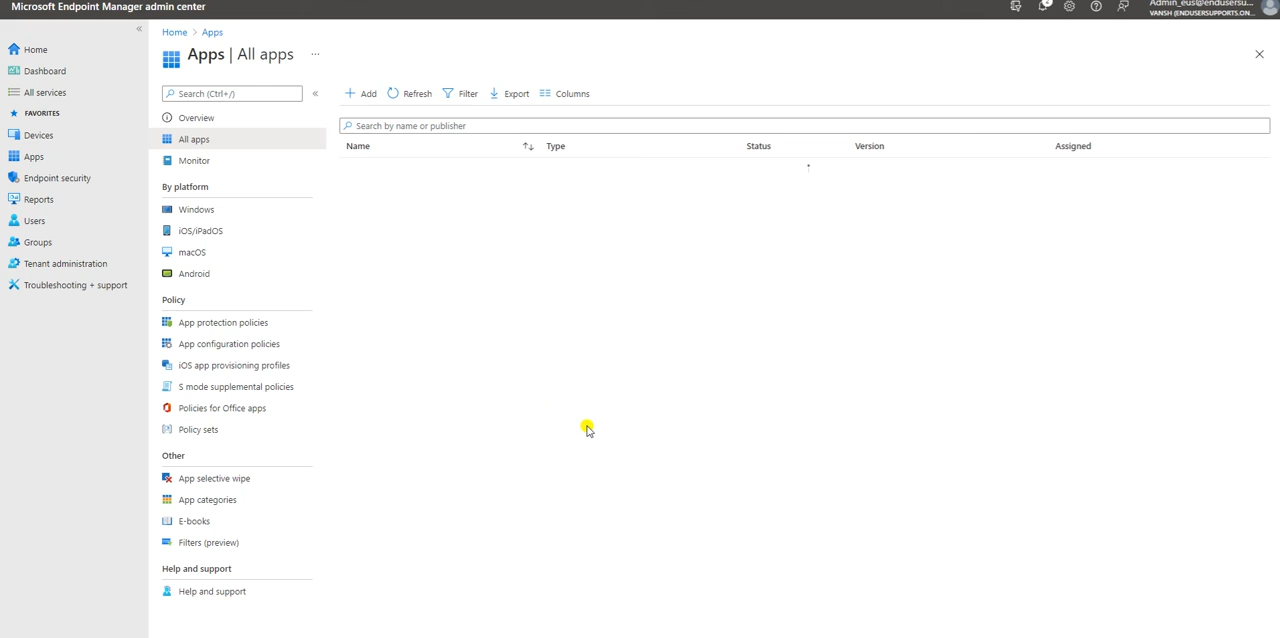 Microsoft Endpoint Manager admin center
Admin_eus@endusersu...
VANSH (ENDUSERSUPPORTS.ON...
«
Home
Dashboard
All services
FAVORITES
Devices
Apps
Endpoint security
Reports
Users
Groups
Tenant administration
Troubleshooting + support
Home > Apps
Apps | All apps ...
Search (Ctrl+/) «
Overview
All apps
Monitor
By platform
Windows
iOS/iPadOS
macOS
Android
Policy
App protection policies
App configuration policies
iOS app provisioning profiles
S mode supplemental policies
Policies for Office apps
Policy sets
Other
App selective wipe
App categories
E-books
Filters (preview)
Help and support
Help and support
Add Refresh Filter Export Columns
Search by name or publisher
Name Type Status Version Assigned